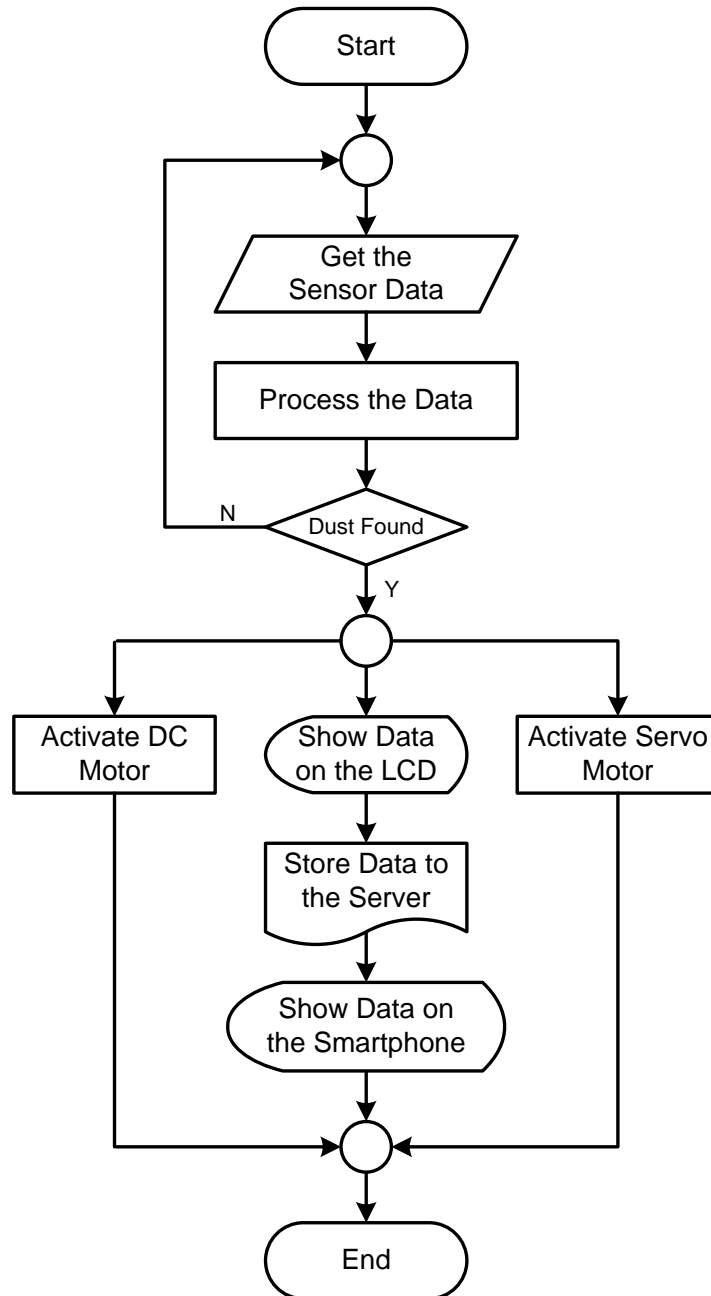 Start
Get the
Sensor Data
Process the Data
Dust Found
N
Y
Activate DC
Motor
Show Data
on the LCD
Activate Servo
Motor
Store Data to
the Server
Show Data on
the Smartphone
End